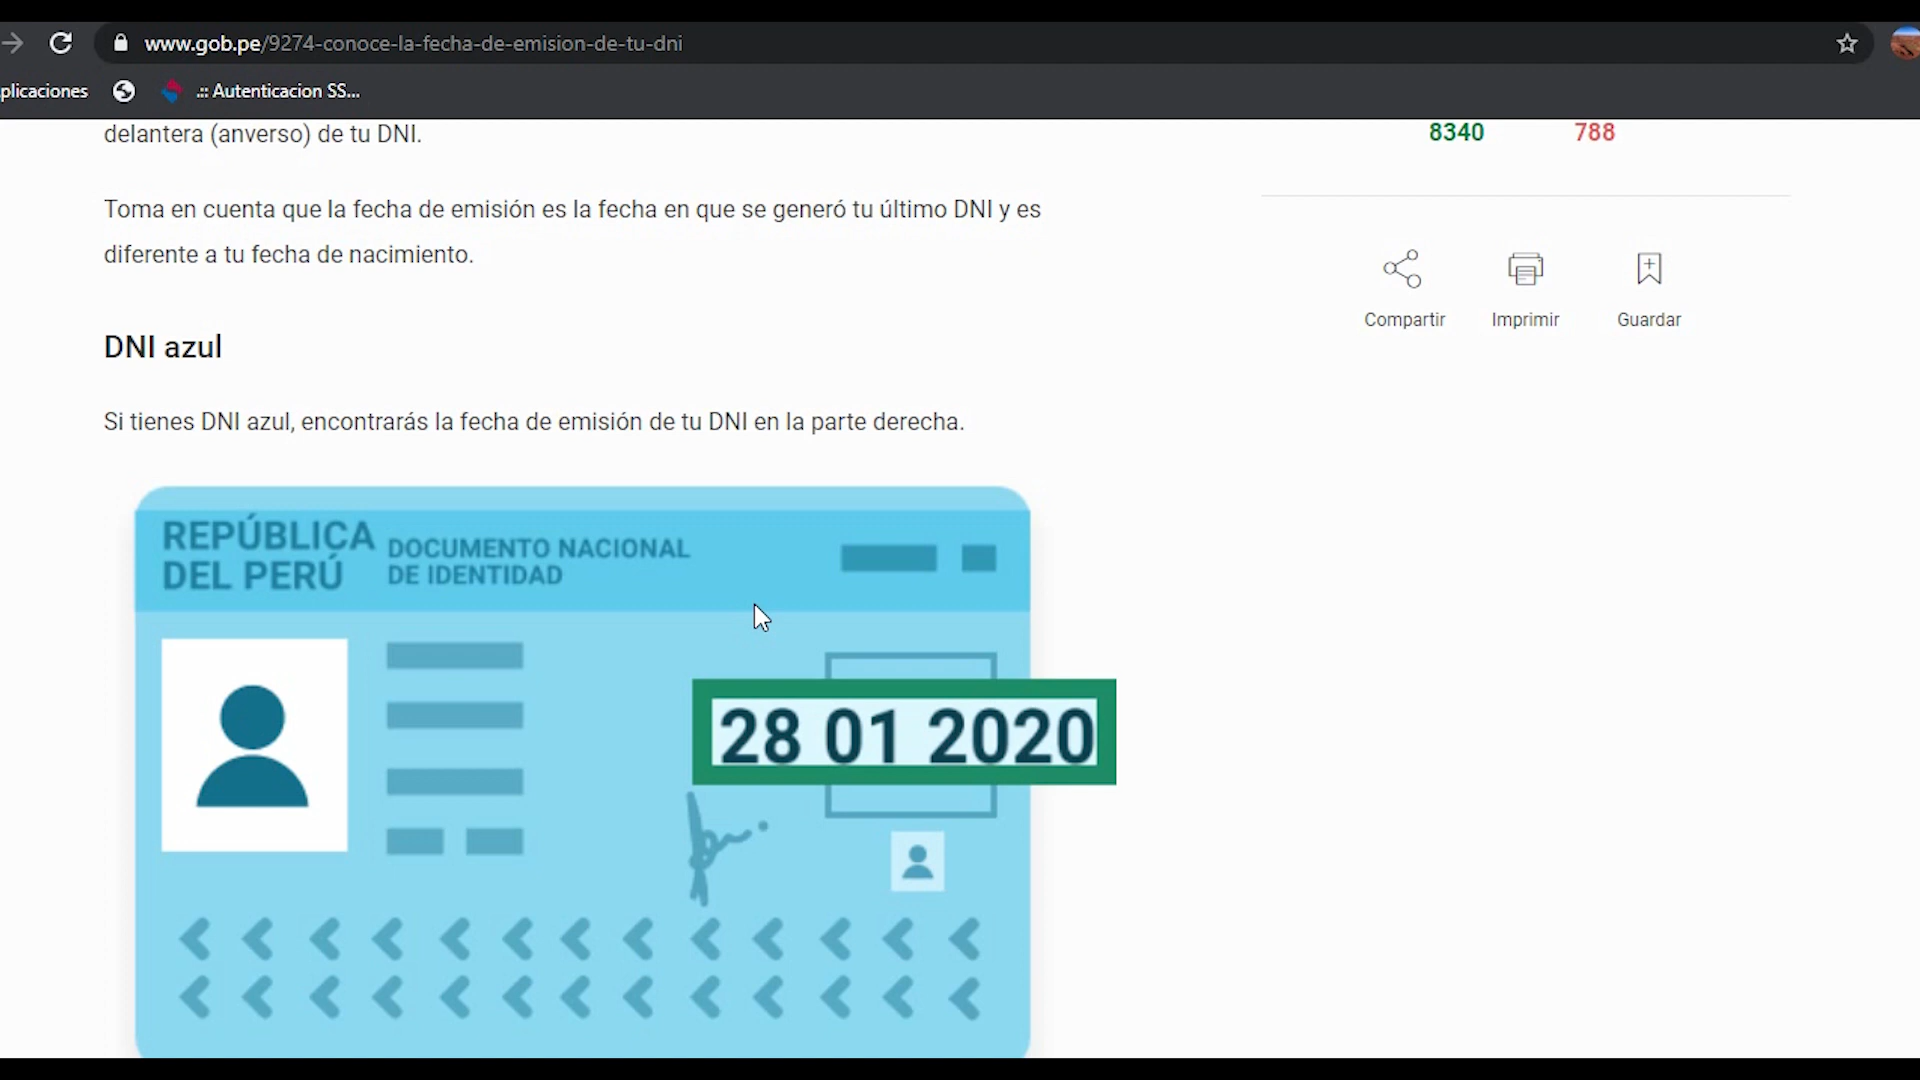 www.gob.pe/9274-conoce-la-fecha-de-emision-de-tu-dni
plicaciones
.:: Autenticacion SS...
delantera (anverso) de tu DNI.
8340 788
Toma en cuenta que la fecha de emisión es la fecha en que se generó tu último DNI y es
diferente a tu fecha de nacimiento.
Compartir Imprimir Guardar
DNI azul
Si tienes DNI azul, encontrarás la fecha de emisión de tu DNI en la parte derecha.
REPÚBLICA
DEL PERÚ
DOCUMENTO NACIONAL
DE IDENTIDAD
28 01 2020